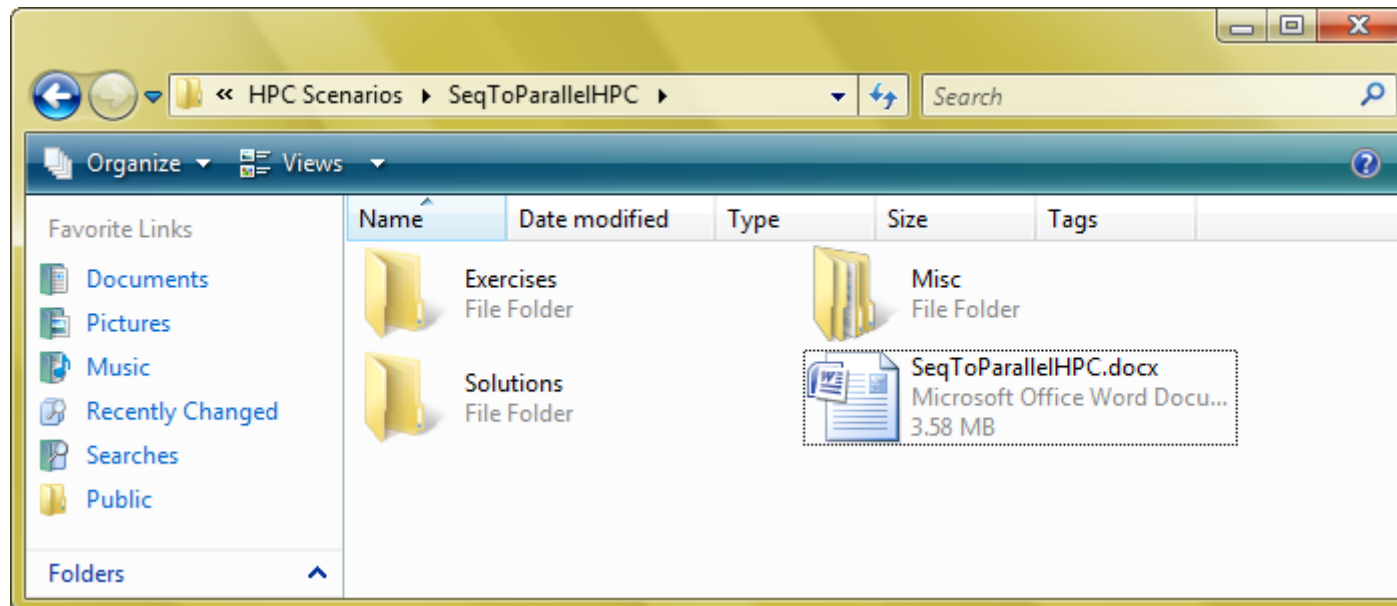 « HPC Scenarios SeqToParallelHPC
Search
Organize Views
?
Favorite Links
Documents
Pictures
Music
Recently Changed
Searches
Public
Folders
Name Date modified Type Size Tags
Exercises
File Folder
Misc
File Folder
Solutions
File Folder
SeqToParallelHPC.docx
Microsoft Office Word Docu...
3.58 MB